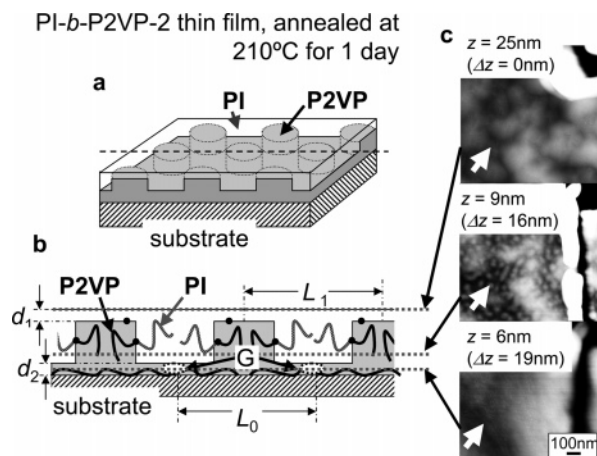 PI-b-P2VP-2 thin film, annealed at
210ºC for 1 day
a
PI
P2VP
substrate
b
P2VP
PI
L1
d1
d2
G
substrate
L0
c
z = 25nm
(Δz = 0nm)
z = 9nm
(Δz = 16nm)
z = 6nm
(Δz = 19nm)
100nm